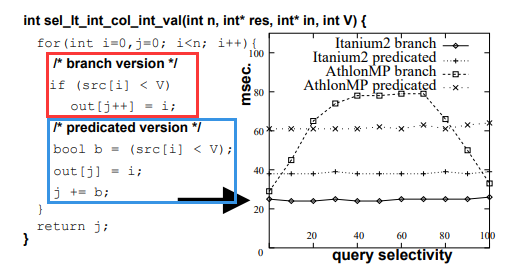 int sel_lt_int_col_int_val(int n, int* res, int* in, int V) {
for(int i=0,j=0; i<n; i++){
/* branch version */
if (src[i] < V)
out[j++] = i;
/* predicated version */
bool b = (src[i] < V);
out[j] = i;
j += b;
}
return j;
}
Itanium2 branch
Itanium2 predicated
AthlonMP branch
AthlonMP predicated
msec.
100
80
60
40
20
0
20
40
60
80
100
query selectivity